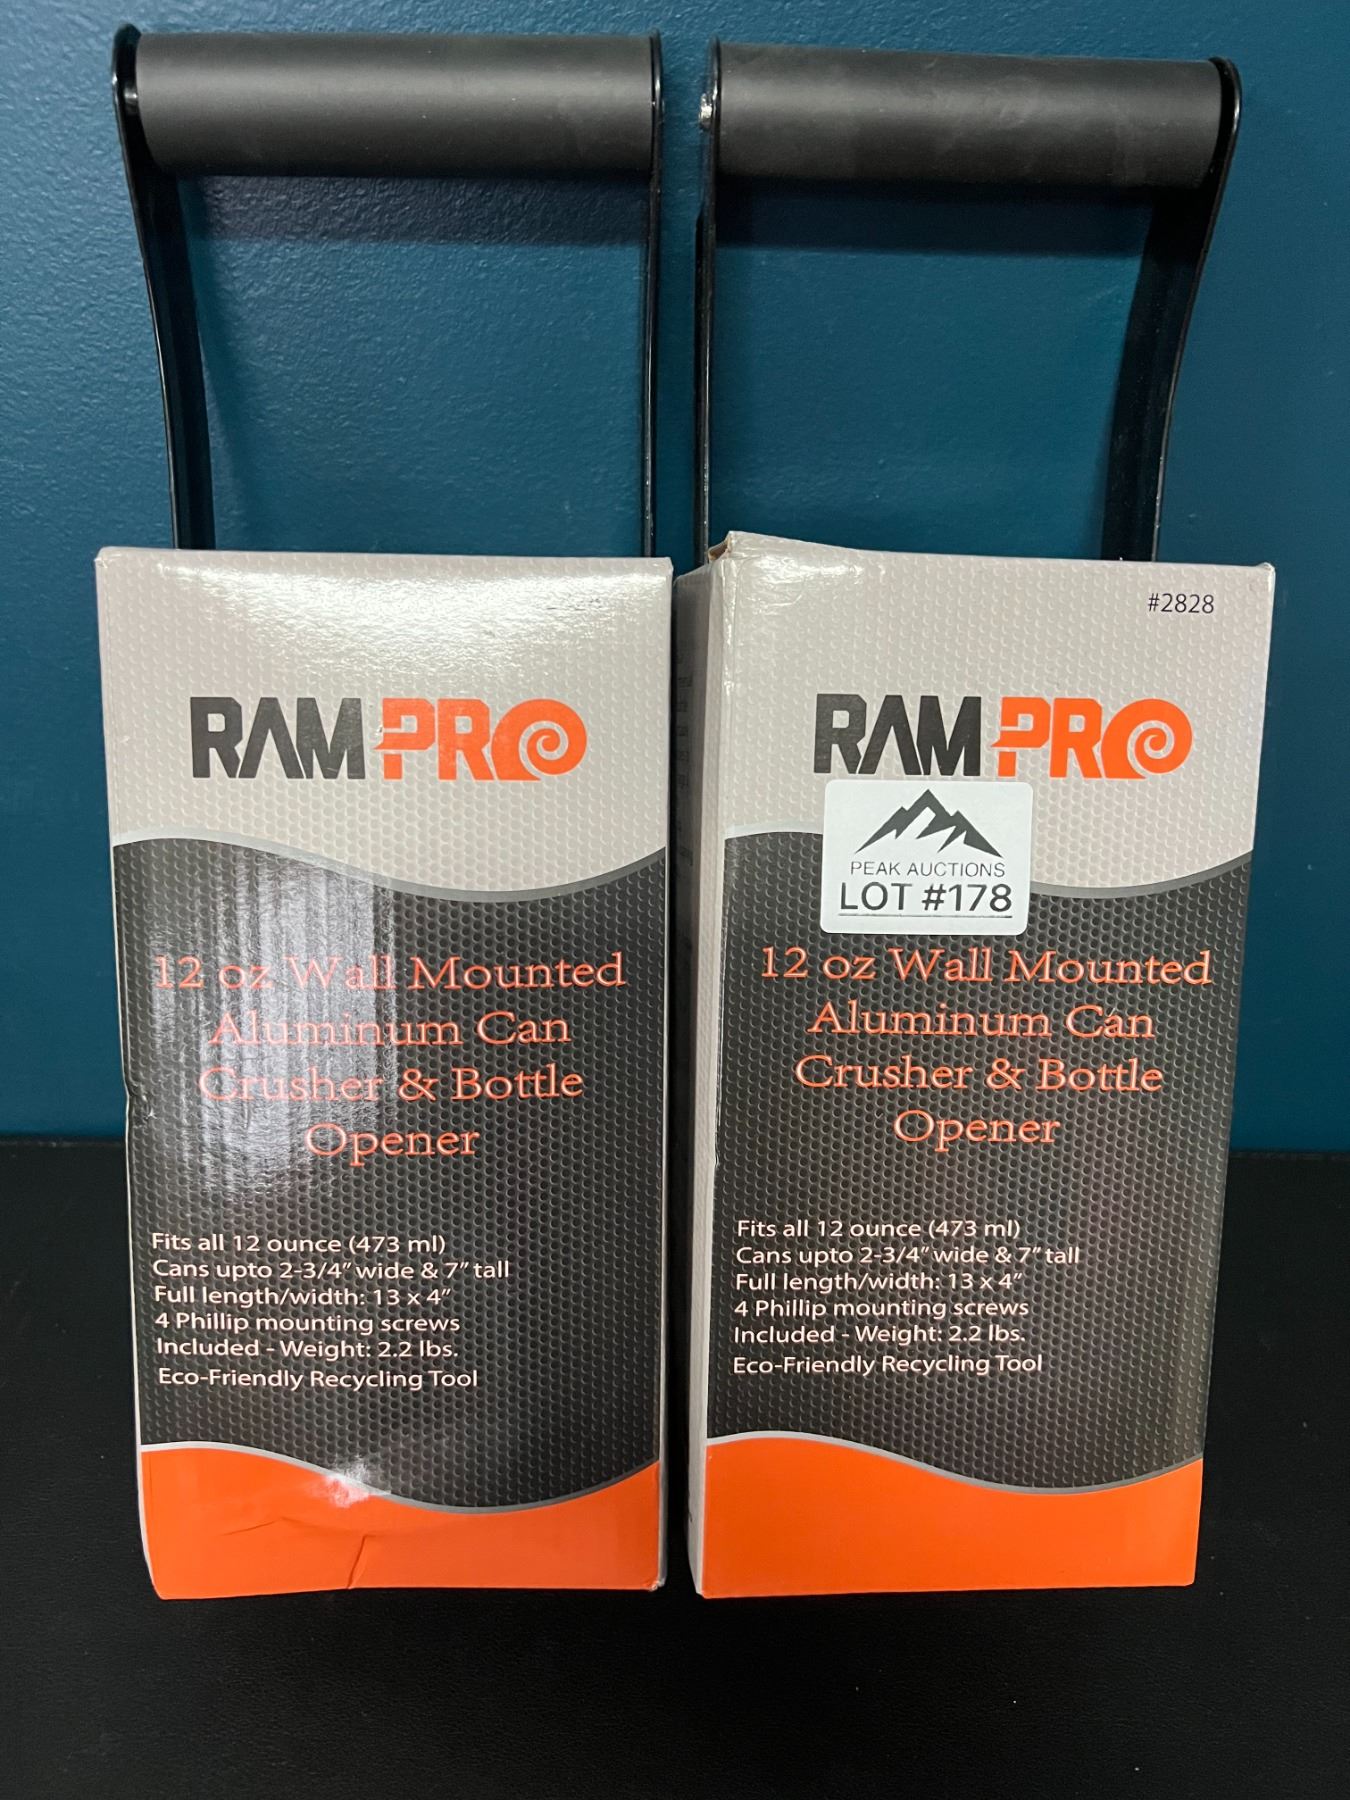 RAM PRO
12 oz Wall Mounted
Aluminum Can
Crusher & Bottle
Opener
Fits all 12 ounce (473 ml)
Cans upto 2-3/4" wide & 7" tall
Full length/width: 13 x 4"
4 Phillip mounting screws
Included - Weight: 2.2 lbs.
Eco-Friendly Recycling Tool
#2828
RAM PRO
PEAK AUCTIONS
LOT #178
12 oz Wall Mounted
Aluminum Can
Crusher & Bottle
Opener
Fits all 12 ounce (473 ml)
Cans upto 2-3/4" wide & 7" tall
Full length/width: 13 x 4"
4 Phillip mounting screws
Included - Weight: 2.2 lbs.
Eco-Friendly Recycling Tool